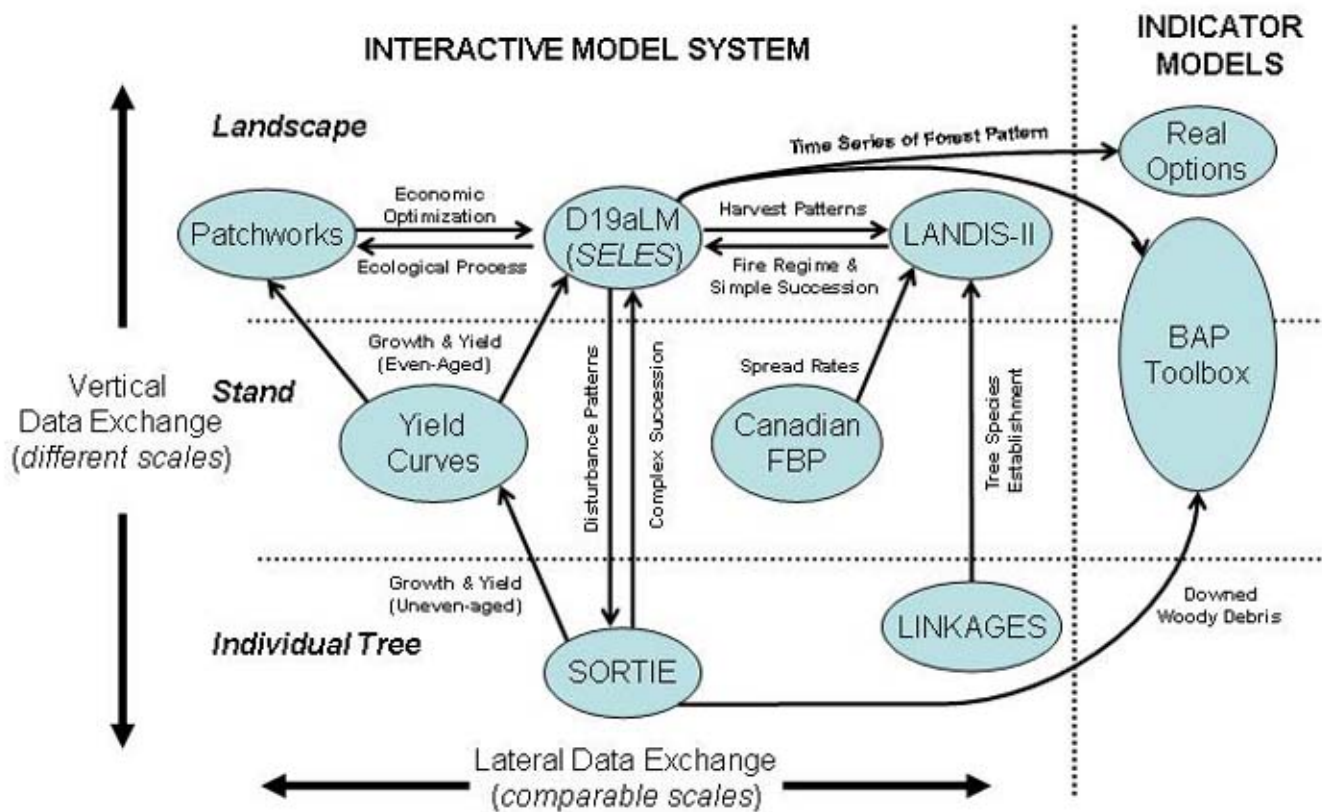 INTERACTIVE MODEL SYSTEM
INDICATOR
MODELS
Landscape
Time Series of Forest Pattern
Real
Options
Patchworks
Economic
Optimization
Ecological Process
D19aLM
(SELES)
Harvest Patterns
Fire Regime &
Simple Succession
LANDIS-II
BAP
Toolbox
Growth & Yield
(Even-Aged)
Spread Rates
Vertical
Data Exchange
(different scales)
Stand
Yield
Curves
Disturbance Patterns
Complex Succession
Canadian
FBP
Tree Species
Establishment
Growth & Yield
(Uneven-aged)
Downed
Woody Debris
Individual Tree
SORTIE
LINKAGES
Lateral Data Exchange
(comparable scales)